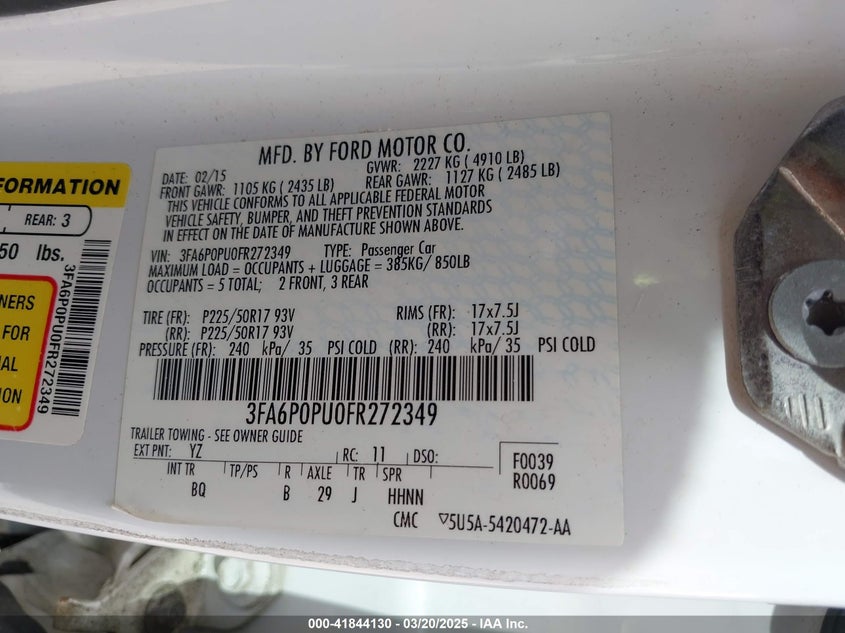 FORMATION
REAR: 3
50 lbs.
NERS
FOR
ION
3FA6P0PU0FR272349
MFD. BY FORD MOTOR CO.
DATE: 02/15 GVWR: 2227 KG ( 4910 LB)
FRONT GAWR: 1105 KG ( 2435 LB) REAR GAWR: 1127 KG ( 2485 LB)
THIS VEHICLE CONFORMS TO ALL APPLICABLE FEDERAL MOTOR
VEHICLE SAFETY, BUMPER, AND THEFT PREVENTION STANDARDS
IN EFFECT ON THE DATE OF MANUFACTURE SHOWN ABOVE.
VIN: 3FA6P0PU0FR272349 TYPE: Passenger Car
MAXIMUM LOAD = OCCUPANTS + LUGGAGE = 385KG/ 850LB
OCCUPANTS = 5 TOTAL; 2 FRONT, 3 REAR
TIRE (FR): P225/50R17 93V RIMS (FR): 17x7.5J
(RR): P225/50R17 93V (RR): 17x7.5J
PRESSURE (FR): 240 kPa/ 35 PSI COLD (RR): 240 kPa/ 35 PSI COLD
3FA6P0PU0FR272349
TRAILER TOWING - SEE OWNER GUIDE
EXT PNT: YZ RC: 11 DSO: F0039
INT TR TP/PS R AXLE TR SPR R0069
BQ B 29 J HHNN
CMC ▽5U5A-5420472-AA
000-41844130 - 03/20/2025 - IAA Inc.